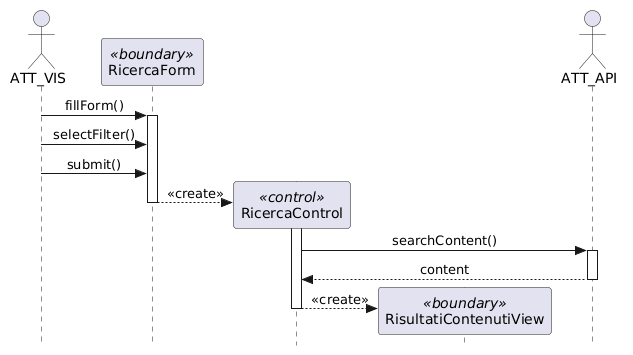 ATT_VIS
«boundary»
RicercaForm
ATT_API
fillForm()
selectFilter()
submit()
«create»
«control»
RicercaControl
searchContent()
content
«create»
«boundary»
RisultatiContenutiView